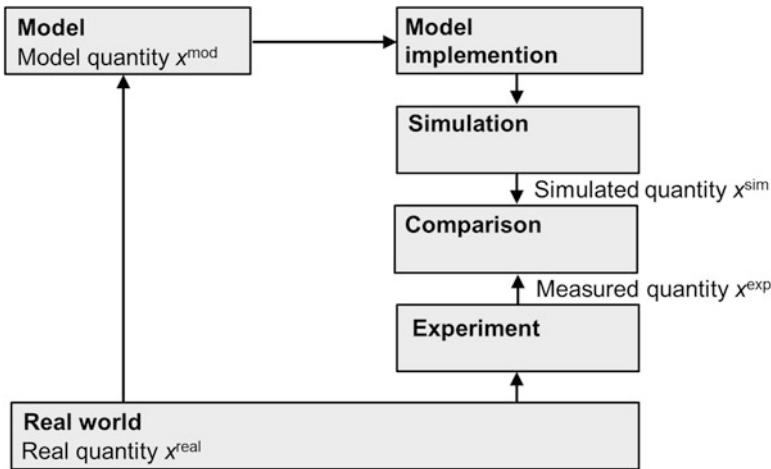 Model
Model quantity x^mod
Model
implemention
Simulation
Simulated quantity x^sim
Comparison
Measured quantity x^exp
Experiment
Real world
Real quantity x^real